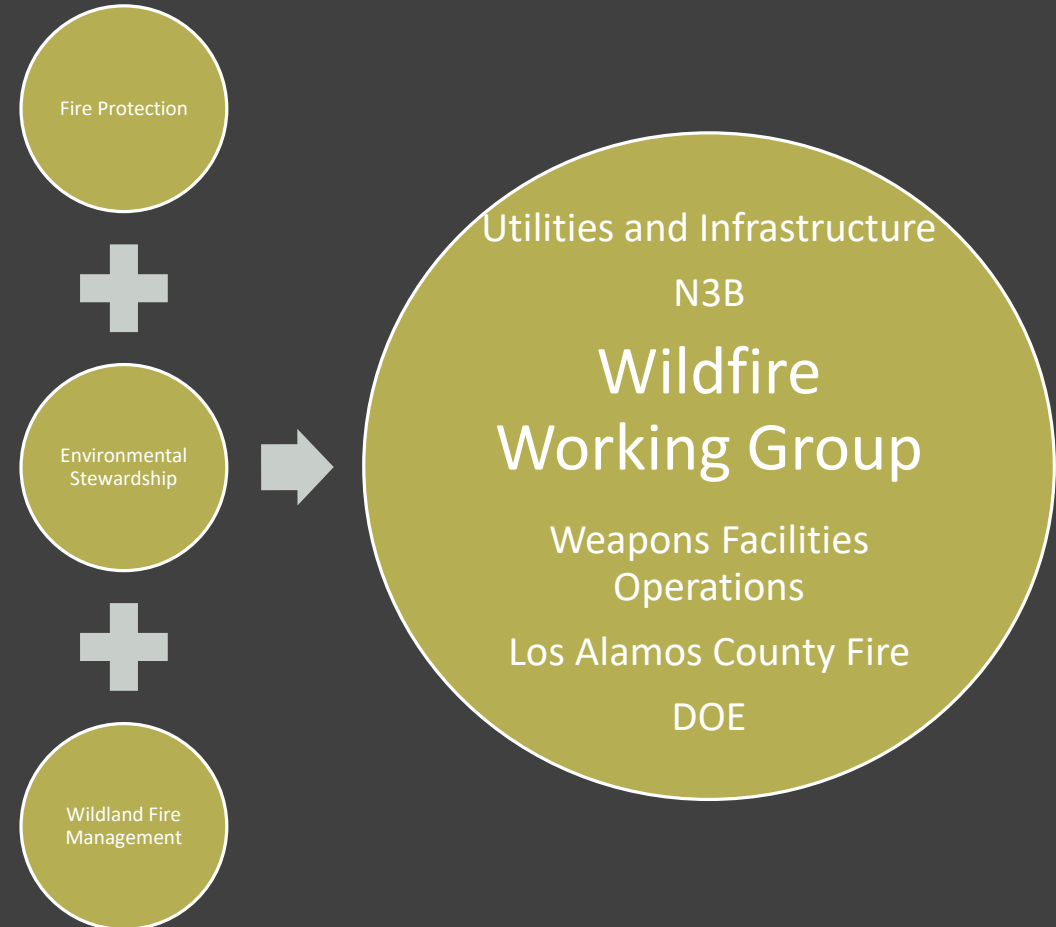 Fire Protection
Environmental
Stewardship
Wildland Fire
Management
Utilities and Infrastructure
N3B
Wildfire
Working Group
Weapons Facilities
Operations
Los Alamos County Fire
DOE